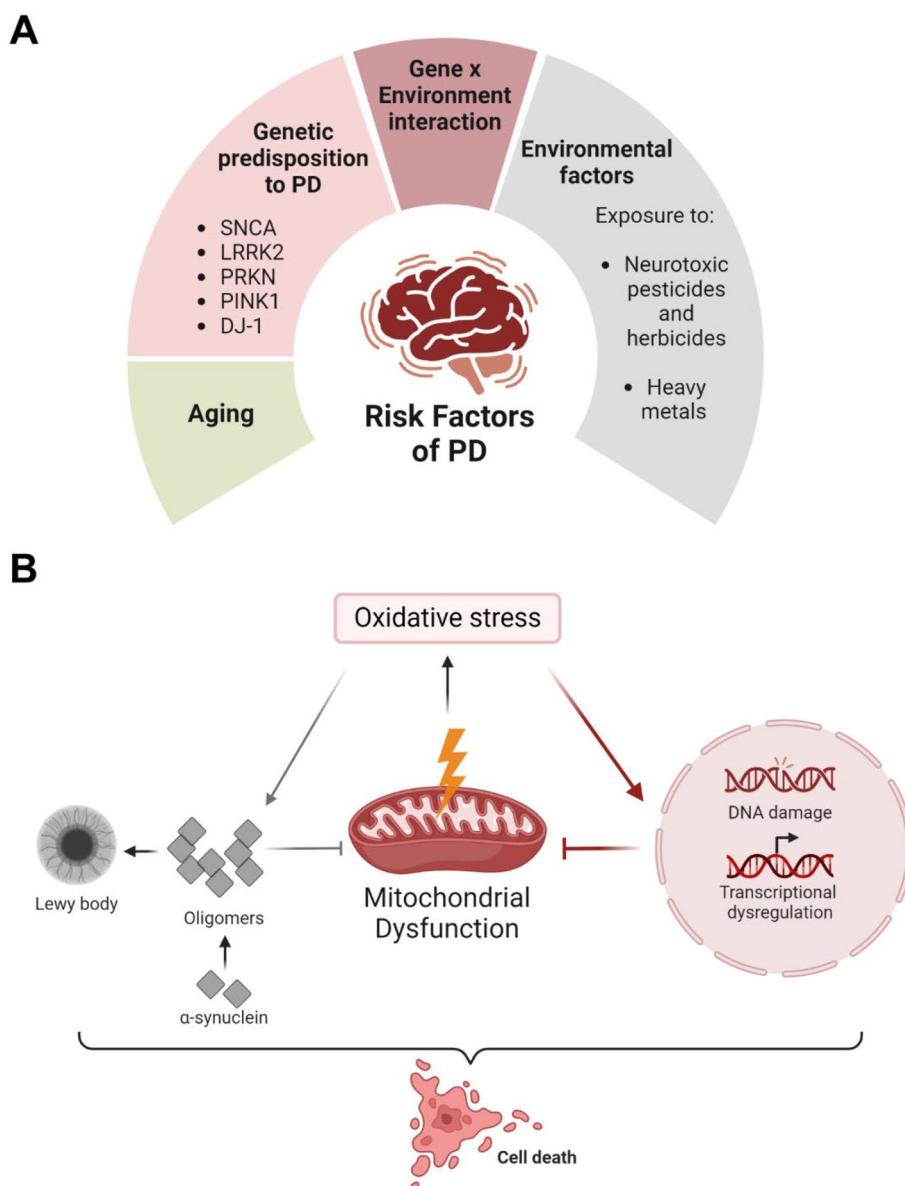 A
Gene x
Environment
interaction
Genetic
predisposition
to PD
• SNCA
• LRRK2
• PRKN
• PINK1
• DJ-1
Environmental
factors
Exposure to:
• Neurotoxic
pesticides
and
herbicides
• Heavy
metals
Aging
Risk Factors
of PD
B
Oxidative stress
DNA damage
Transcriptional
dysregulation
Lewy body
Oligomers
Mitochondrial
Dysfunction
α-synuclein
Cell death